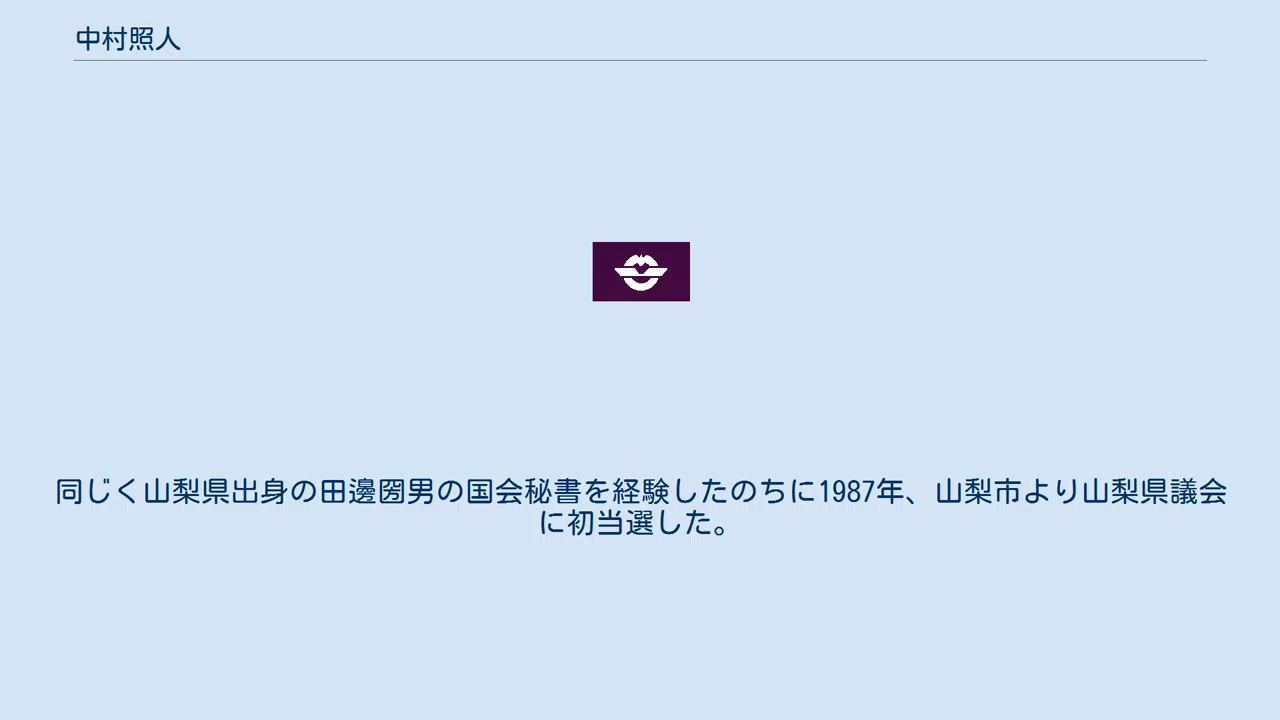 中村照人
同じく山梨県出身の田邊圀男の国会秘書を経験したのちに1987年、山梨市より山梨県議会
に初当選した。